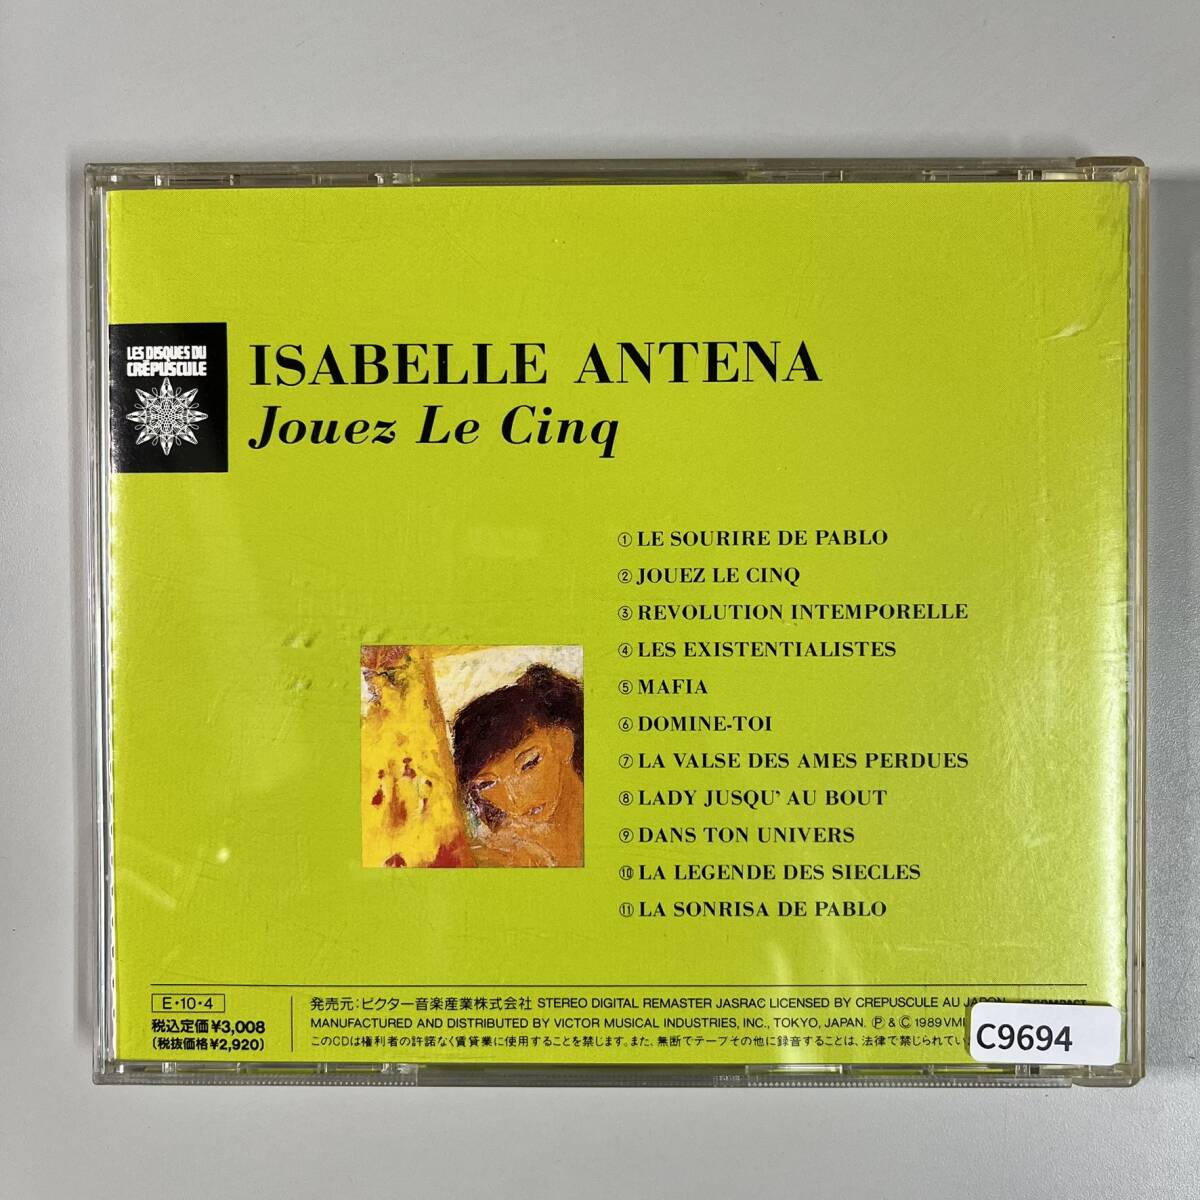 LES DISQUES DU
CRÉPUSCULE
ISABELLE ANTENA
Jouez Le Cinq
① LE SOURIRE DE PABLO
② JOUEZ LE CINQ
③ REVOLUTION INTEMPORELLE
④ LES EXISTENTIALISTES
⑤ MAFIA
⑥ DOMINE-TOI
⑦ LA VALSE DES AMES PERDUES
⑧ LADY JUSQU' AU BOUT
⑨ DANS TON UNIVERS
⑩ LA LEGENDE DES SIECLES
⑪ LA SONRISA DE PABLO
E・10・4
税込定価¥3,008
(税抜価格¥2,920)
発売元:ビクター音楽産業株式会社 STEREO DIGITAL REMASTER JASRAC LICENSED BY CREPUSCULE AU JAPON
MANUFACTURED AND DISTRIBUTED BY VICTOR MUSICAL INDUSTRIES, INC., TOKYO, JAPAN. Ⓟ & Ⓒ 1989 VMI
このCDは権利者の許諾なく賃貸業に使用することを禁じます。また、無断でテープその他に録音することは、法律で禁じられてい
C9694